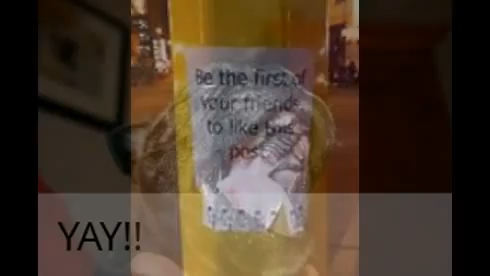 Be the first of
your friends
to like this
post
YAY!!